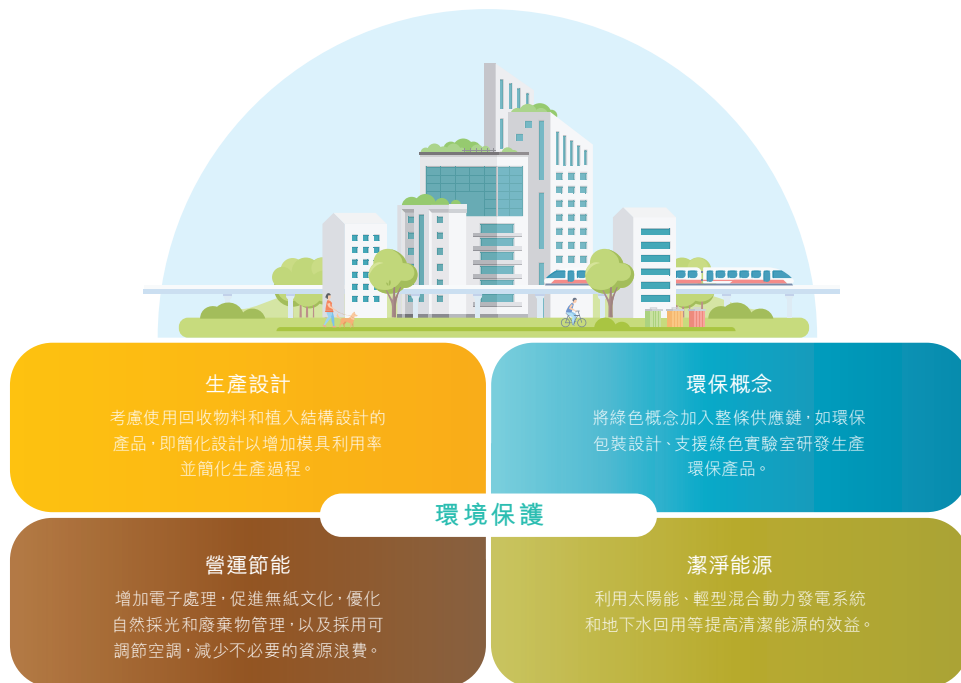 生產設計
考慮使用回收物料和植入結構設計的
產品，即簡化設計以增加模具利用率
並簡化生產過程。
環保概念
將綠色概念加入整條供應鏈，如環保
包裝設計、支援綠色實驗室研發生產
環保產品。
環境保護
營運節能
增加電子處理，促進無紙文化，優化
自然採光和廢棄物管理，以及採用可
調節空調，減少不必要的資源浪費。
潔淨能源
利用太陽能、輕型混合動力發電系統
和地下水回用等提高清潔能源的效益。